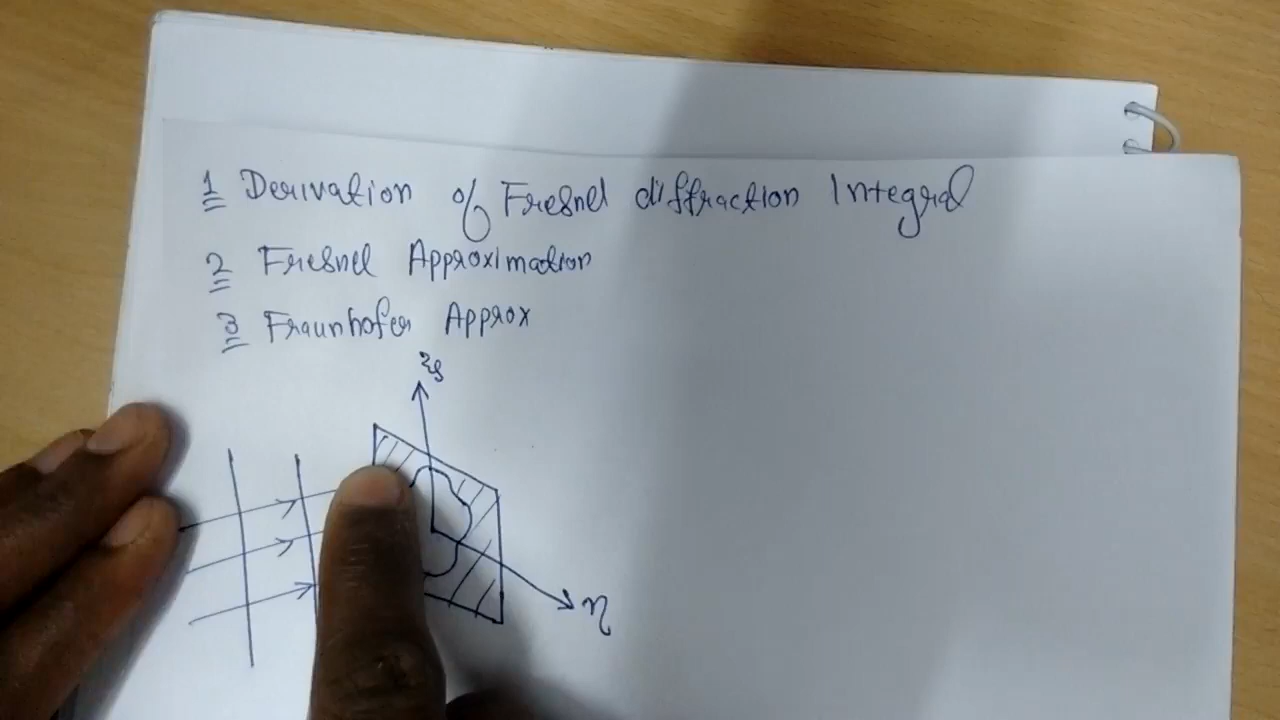 1 Derivation of Fresnel diffraction Integral
2 Fresnel Approximation
3 Fraunhofer Approx
ξ
η